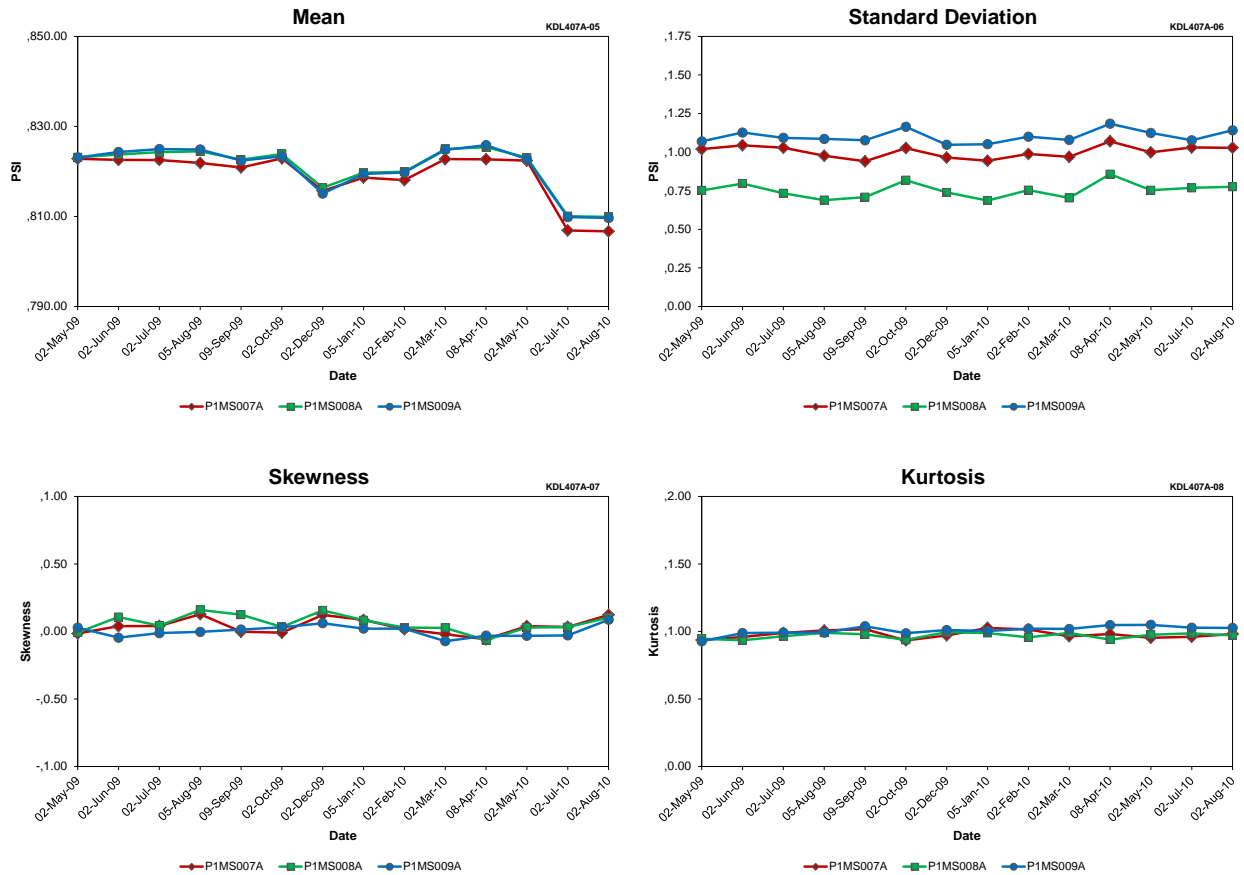 Mean
KDL407A-05
,850.00
,830.00
,810.00
,790.00
PSI
02-May-09
02-Jun-09
02-Jul-09
05-Aug-09
09-Sep-09
02-Oct-09
02-Dec-09
05-Jan-10
02-Feb-10
02-Mar-10
08-Apr-10
02-May-10
02-Jul-10
02-Aug-10
Date
P1MS007A P1MS008A P1MS009A
Standard Deviation
KDL407A-06
,1.75
,1.50
,1.25
,1.00
,0.75
,0.50
,0.25
,0.00
PSI
02-May-09
02-Jun-09
02-Jul-09
05-Aug-09
09-Sep-09
02-Oct-09
02-Dec-09
05-Jan-10
02-Feb-10
02-Mar-10
08-Apr-10
02-May-10
02-Jul-10
02-Aug-10
Date
P1MS007A P1MS008A P1MS009A
Skewness
KDL407A-07
,1.00
,0.50
,0.00
-,0.50
-,1.00
Skewness
02-May-09
02-Jun-09
02-Jul-09
05-Aug-09
09-Sep-09
02-Oct-09
02-Dec-09
05-Jan-10
02-Feb-10
02-Mar-10
08-Apr-10
02-May-10
02-Jul-10
02-Aug-10
Date
P1MS007A P1MS008A P1MS009A
Kurtosis
KDL407A-08
,2.00
,1.50
,1.00
,0.50
,0.00
Kurtosis
02-May-09
02-Jun-09
02-Jul-09
05-Aug-09
09-Sep-09
02-Oct-09
02-Dec-09
05-Jan-10
02-Feb-10
02-Mar-10
08-Apr-10
02-May-10
02-Jul-10
02-Aug-10
Date
P1MS007A P1MS008A P1MS009A